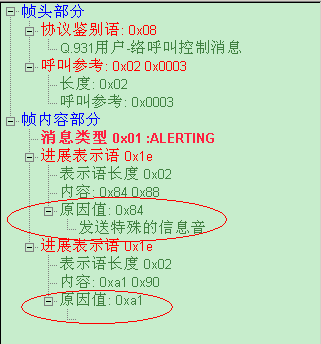 帧头部分
协议鉴别语: 0x08
Q.931用户-络呼叫控制消息
呼叫参考: 0x02 0x0003
长度: 0x02
呼叫参考: 0x0003
帧内容部分
消息类型 0x01 :ALERTING
进展表示语 0x1e
表示语长度 0x02
内容: 0x84 0x88
原因值: 0x84
发送特殊的信息音
进展表示语 0x1e
表示语长度 0x02
内容: 0xa1 0x90
原因值: 0xa1